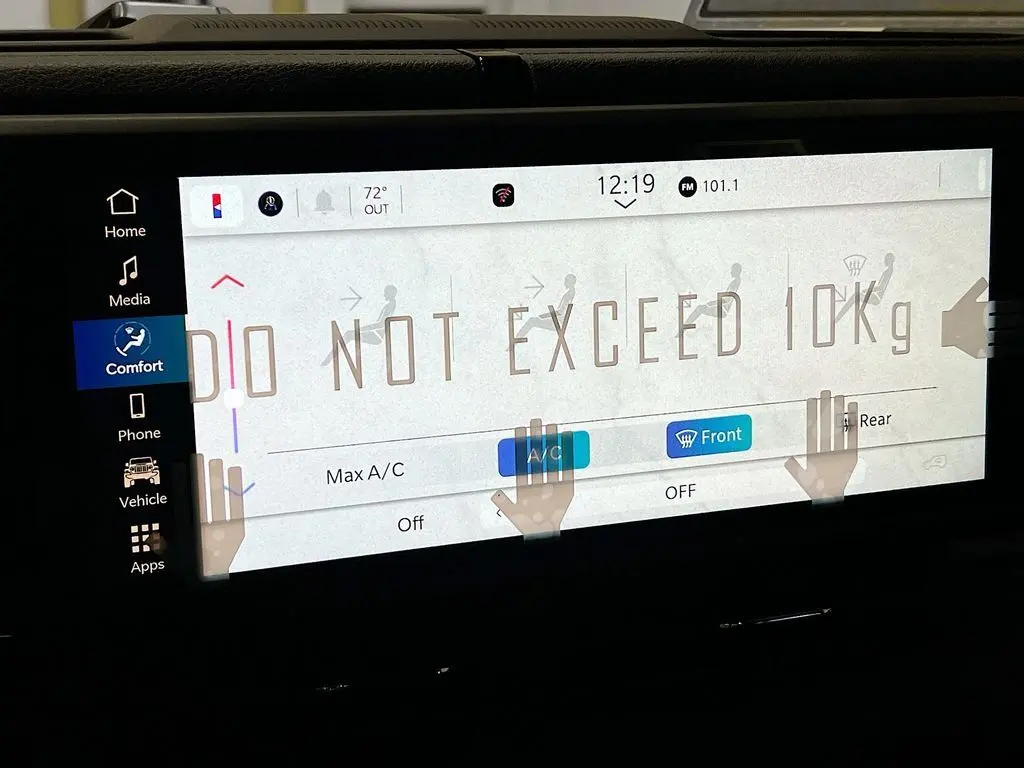 Home
Media
Comfort
Phone
Vehicle
Apps
72°
OUT
12:19
FM 101.1
DO NOT EXCEED 10Kg
Max A/C
A/C
Front
Rear
Off
OFF